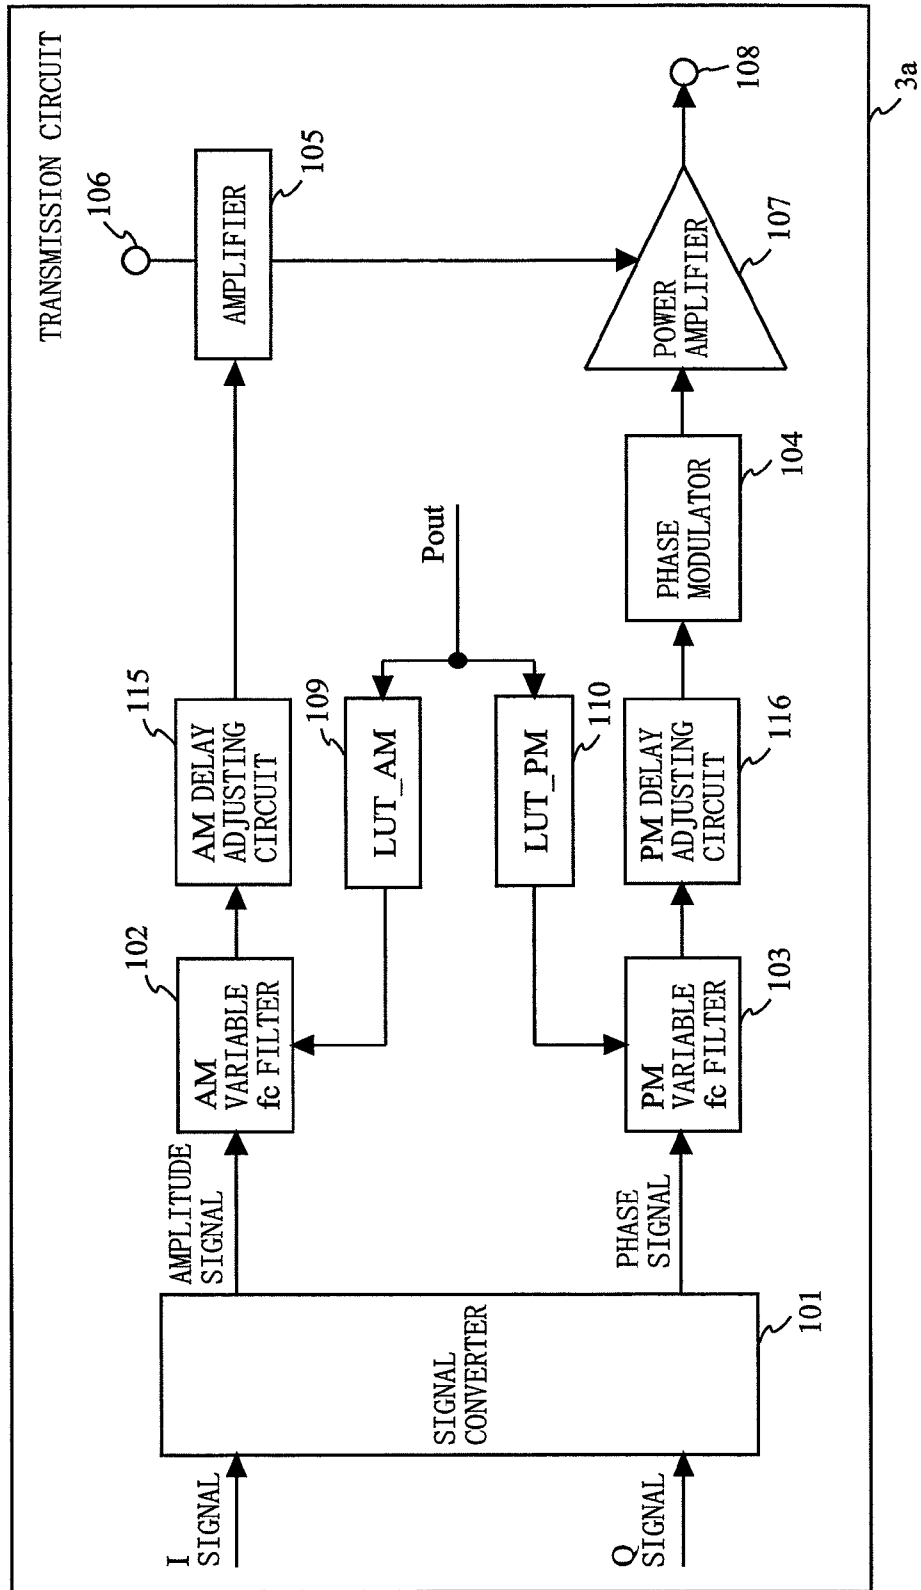 TRANSMISSION CIRCUIT
I
SIGNAL
Q
SIGNAL
SIGNAL
CONVERTER
101
AMPLITUDE
SIGNAL
PHASE
SIGNAL
102
AM
VARIABLE
fc FILTER
PM
VARIABLE
fc FILTER
103
115
AM DELAY
ADJUSTING
CIRCUIT
109
LUT_AM
LUT_PM
110
PM DELAY
ADJUSTING
CIRCUIT
116
Pout
PHASE
MODULATOR
104
106
AMPLIFIER
105
POWER
AMPLIFIER
107
108
3a